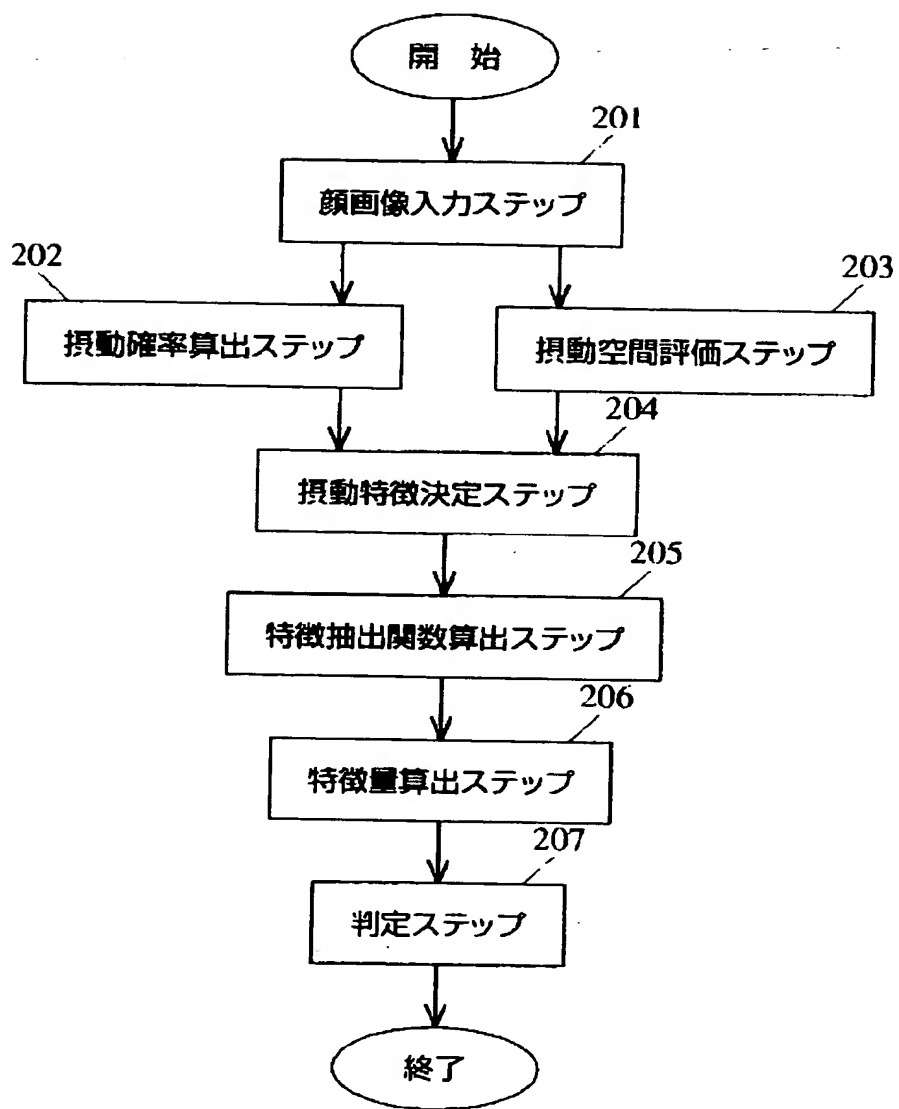 開 始
201
顔画像入力ステップ
202
203
摂動確率算出ステップ
摂動空間評価ステップ
204
摂動特徴決定ステップ
205
特徴抽出関数算出ステップ
206
特徴量算出ステップ
207
判定ステップ
終了